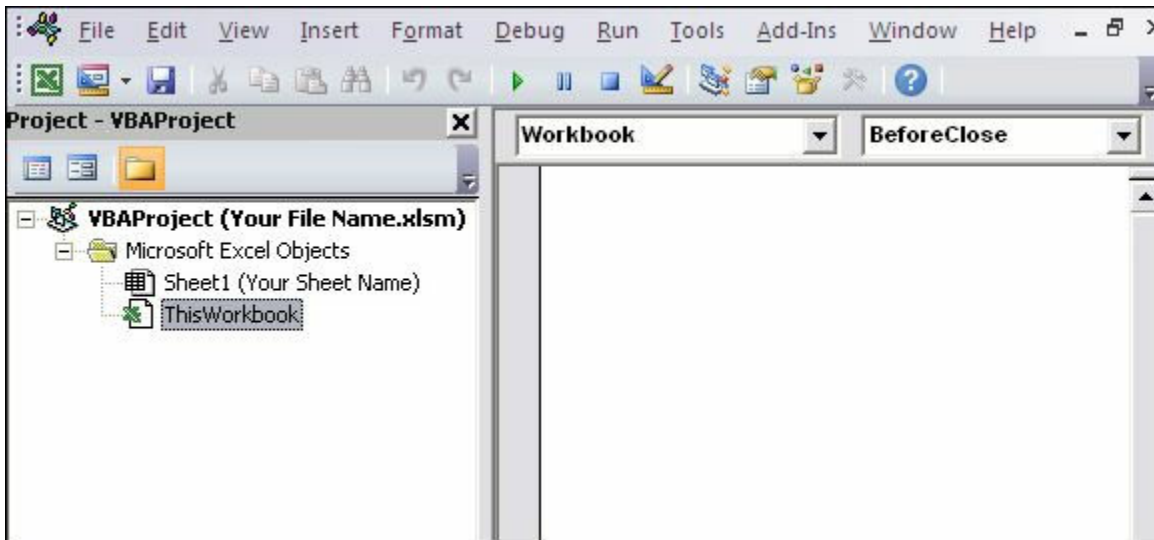 File Edit View Insert Format Debug Run Tools Add-Ins Window Help
Project - VBAProject
Workbook BeforeClose
VBAProject (Your File Name.xlsm)
Microsoft Excel Objects
Sheet1 (Your Sheet Name)
ThisWorkbook